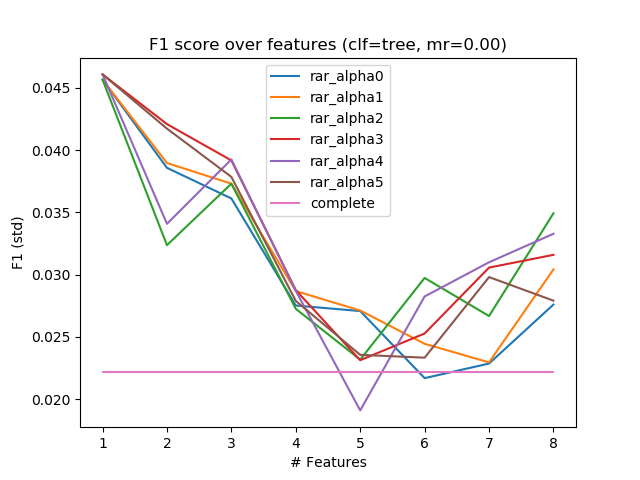 F1 score over features (clf=tree, mr=0.00)
rar_alpha0
rar_alpha1
rar_alpha2
rar_alpha3
rar_alpha4
rar_alpha5
complete
F1 (std)
0.045
0.040
0.035
0.030
0.025
0.020
1 2 3 4 5 6 7 8
# Features